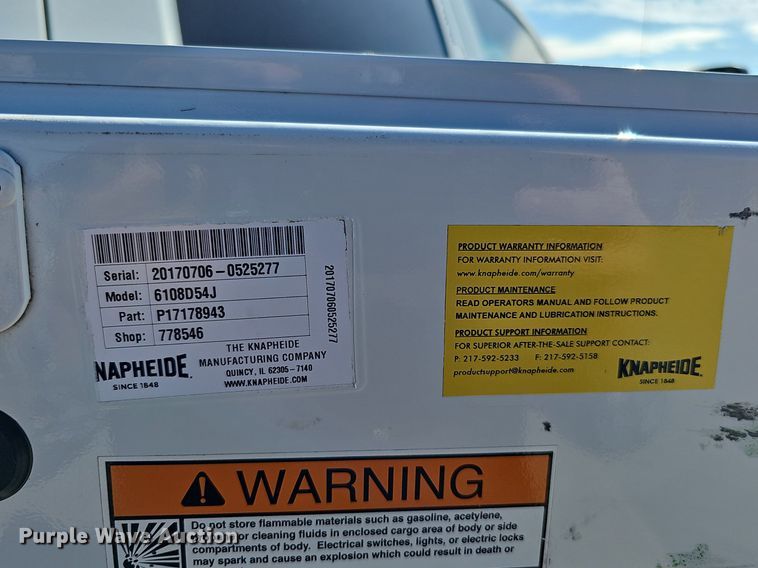 Serial: 20170706-0525277
Model: 6108D54J
Part: P17178943
Shop: 778546
201707060525277
KNAPHEIDE
SINCE 1848
THE KNAPHEIDE
MANUFACTURING COMPANY
QUINCY, IL 62305-7140
WWW.KNAPHEIDE.COM
PRODUCT WARRANTY INFORMATION
FOR WARRANTY INFORMATION VISIT:
www.knapheide.com/warranty
PRODUCT MAINTENANCE
READ OPERATORS MANUAL AND FOLLOW PRODUCT
MAINTENANCE AND LUBRICATION INSTRUCTIONS.
PRODUCT SUPPORT INFORMATION
FOR SUPERIOR AFTER-THE-SALE SUPPORT CONTACT:
P: 217-592-5233 F: 217-592-5158
productsupport@knapheide.com
KNAPHEIDE
SINCE 1848
WARNING
Do not store flammable materials such as gasoline, acetylene,
or cleaning fluids in enclosed cargo area of body or side
compartments of body. Electrical switches, lights, or electric locks
may spark and cause an explosion which could result in death or
Purple Wave Auction